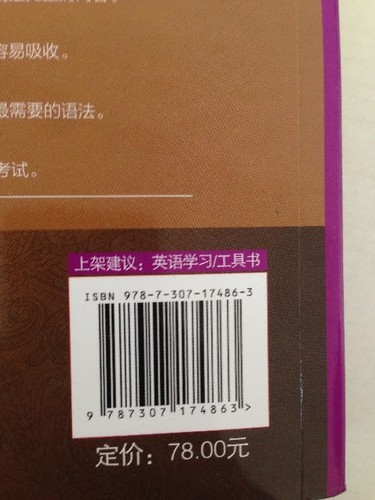 容易吸收。
最需要的语法。
考试。
上架建议：英语学习/工具书
ISBN 978-7-307-17486-3
9 787307 174863 >
定价：78.00元